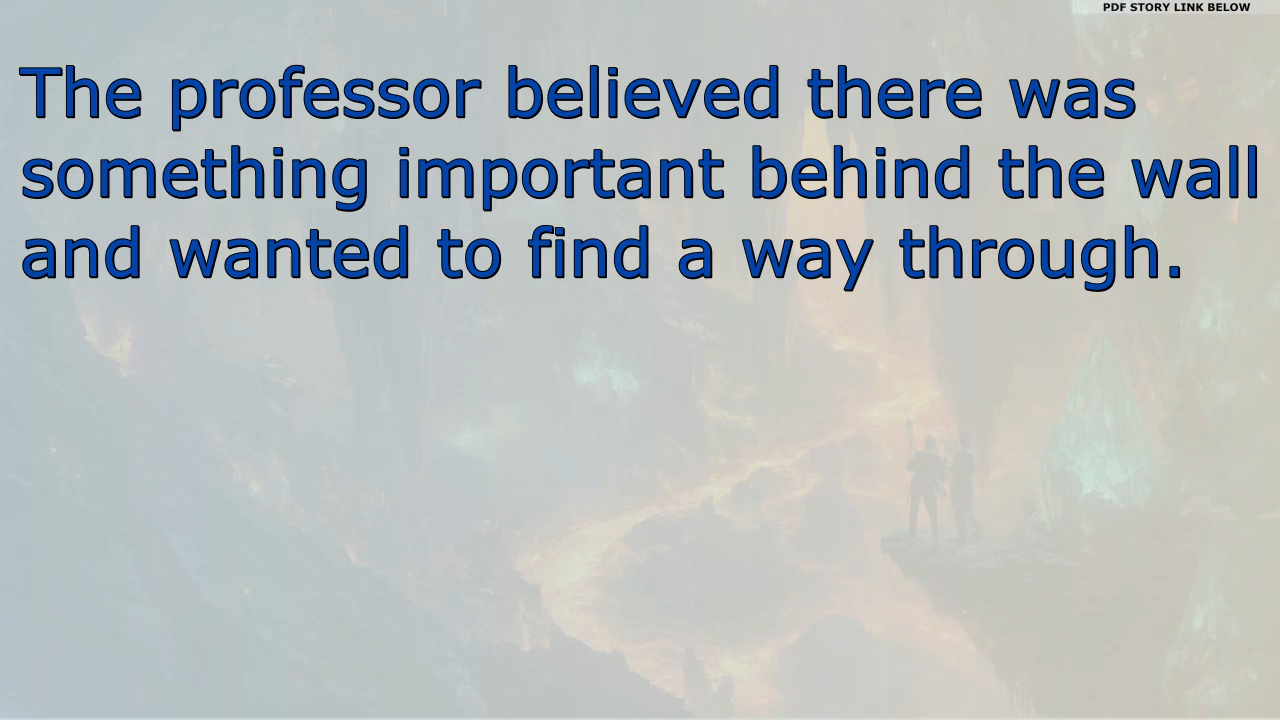 PDF STORY LINK BELOW
The professor believed there was
something important behind the wall
and wanted to find a way through.